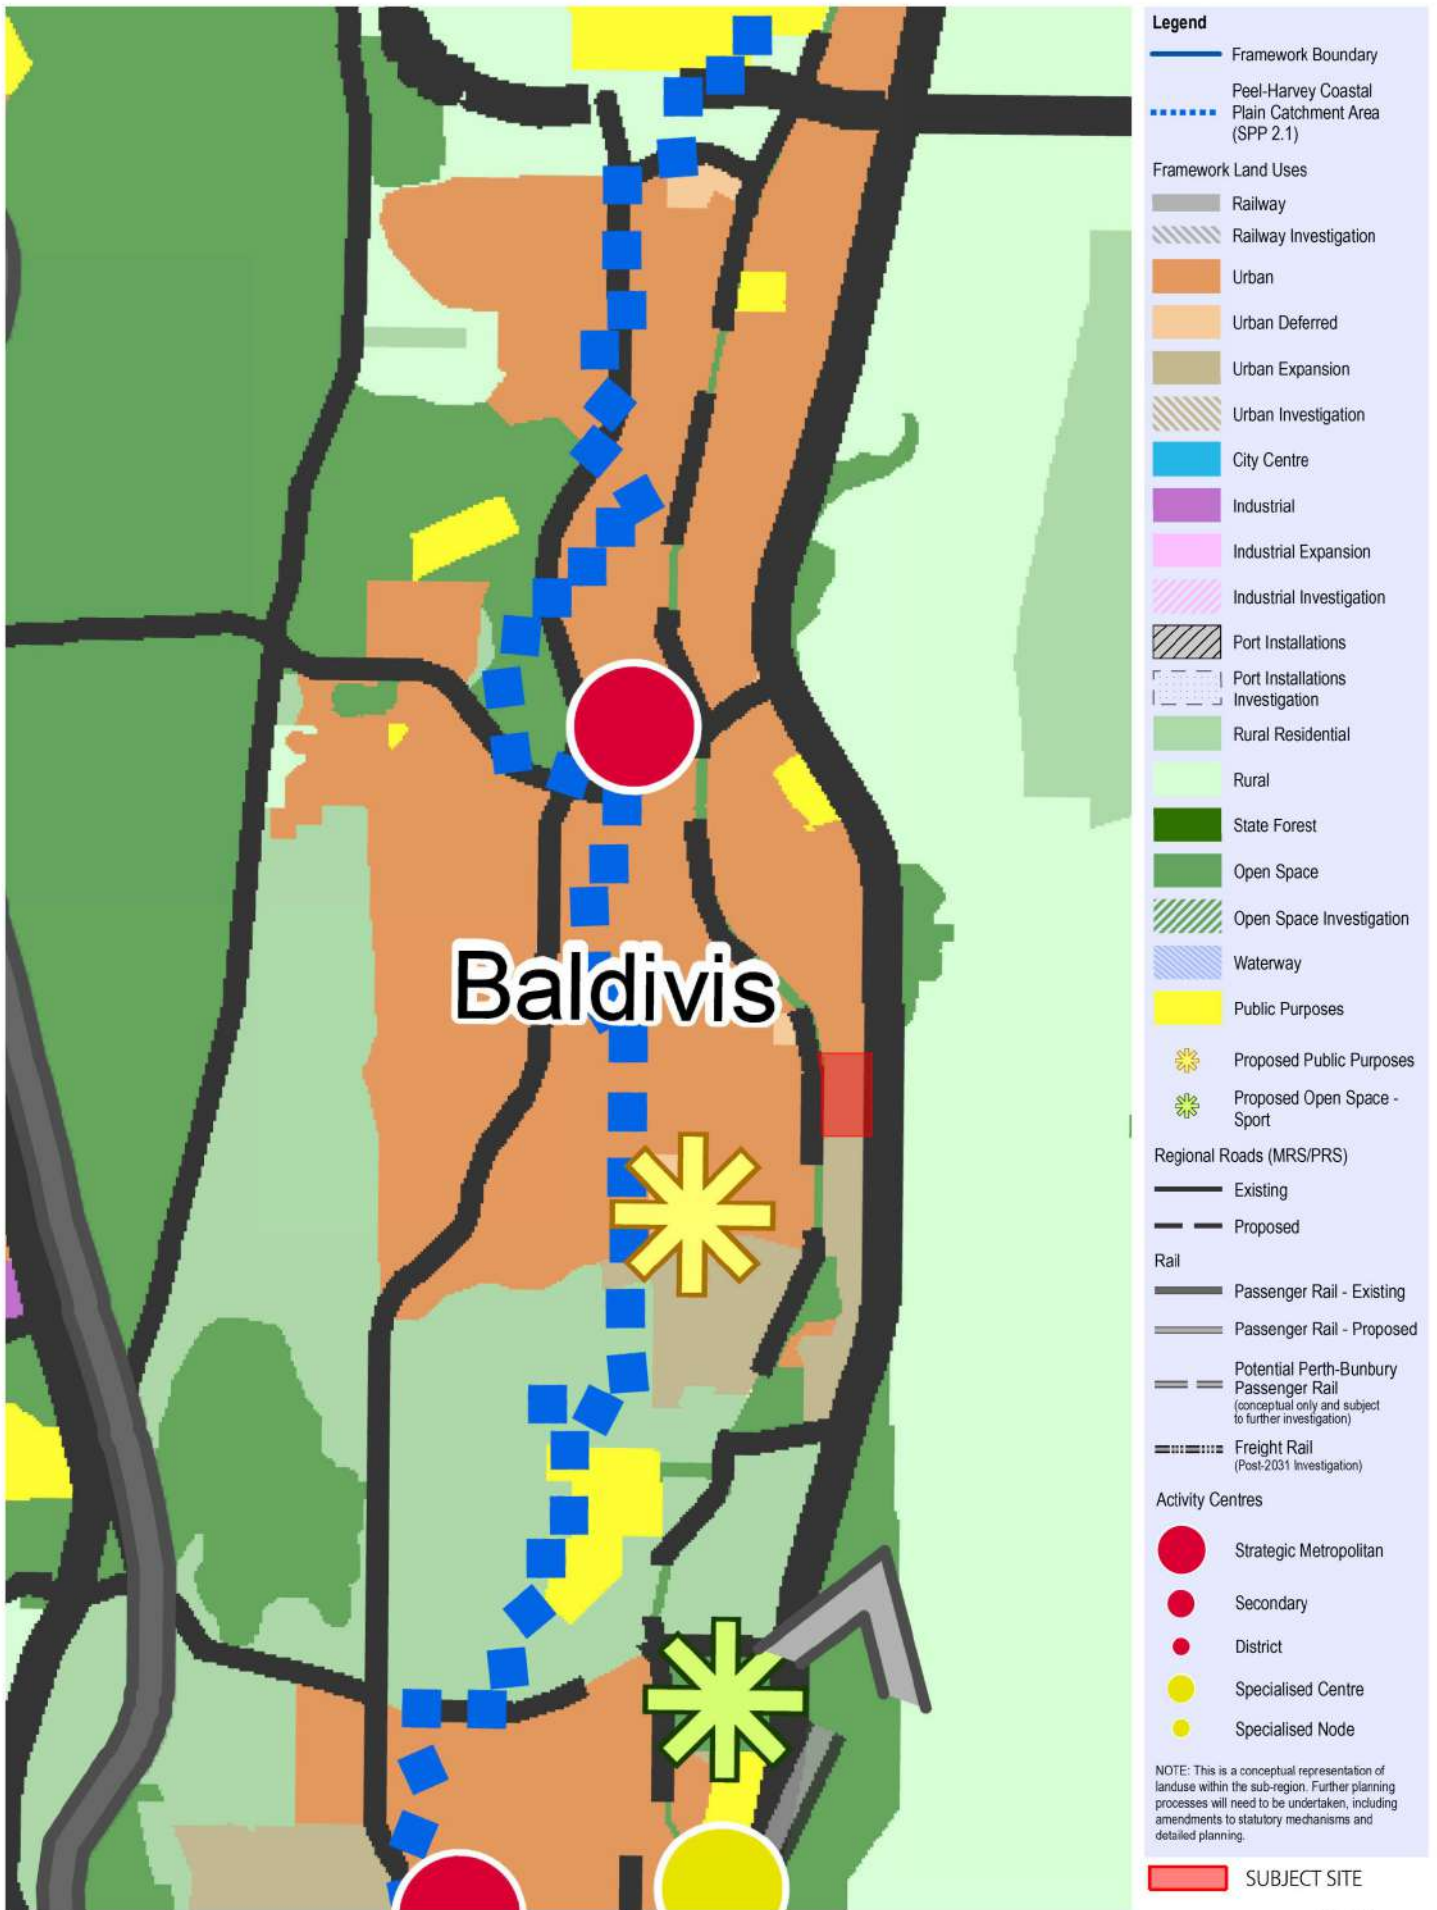 Baldivis
Legend
Framework Boundary
Peel-Harvey Coastal
Plain Catchment Area
(SPP 2.1)
Framework Land Uses
Railway
Railway Investigation
Urban
Urban Deferred
Urban Expansion
Urban Investigation
City Centre
Industrial
Industrial Expansion
Industrial Investigation
Port Installations
Port Installations
Investigation
Rural Residential
Rural
State Forest
Open Space
Open Space Investigation
Waterway
Public Purposes
Proposed Public Purposes
Proposed Open Space -
Sport
Regional Roads (MRS/PRS)
Existing
Proposed
Rail
Passenger Rail - Existing
Passenger Rail - Proposed
Potential Perth-Bunbury
Passenger Rail
(conceptual only and subject
to further investigation)
Freight Rail
(Post-2031 Investigation)
Activity Centres
Strategic Metropolitan
Secondary
District
Specialised Centre
Specialised Node
NOTE: This is a conceptual representation of
landuse within the sub-region. Further planning
processes will need to be undertaken, including
amendments to statutory mechanisms and
detailed planning.
SUBJECT SITE